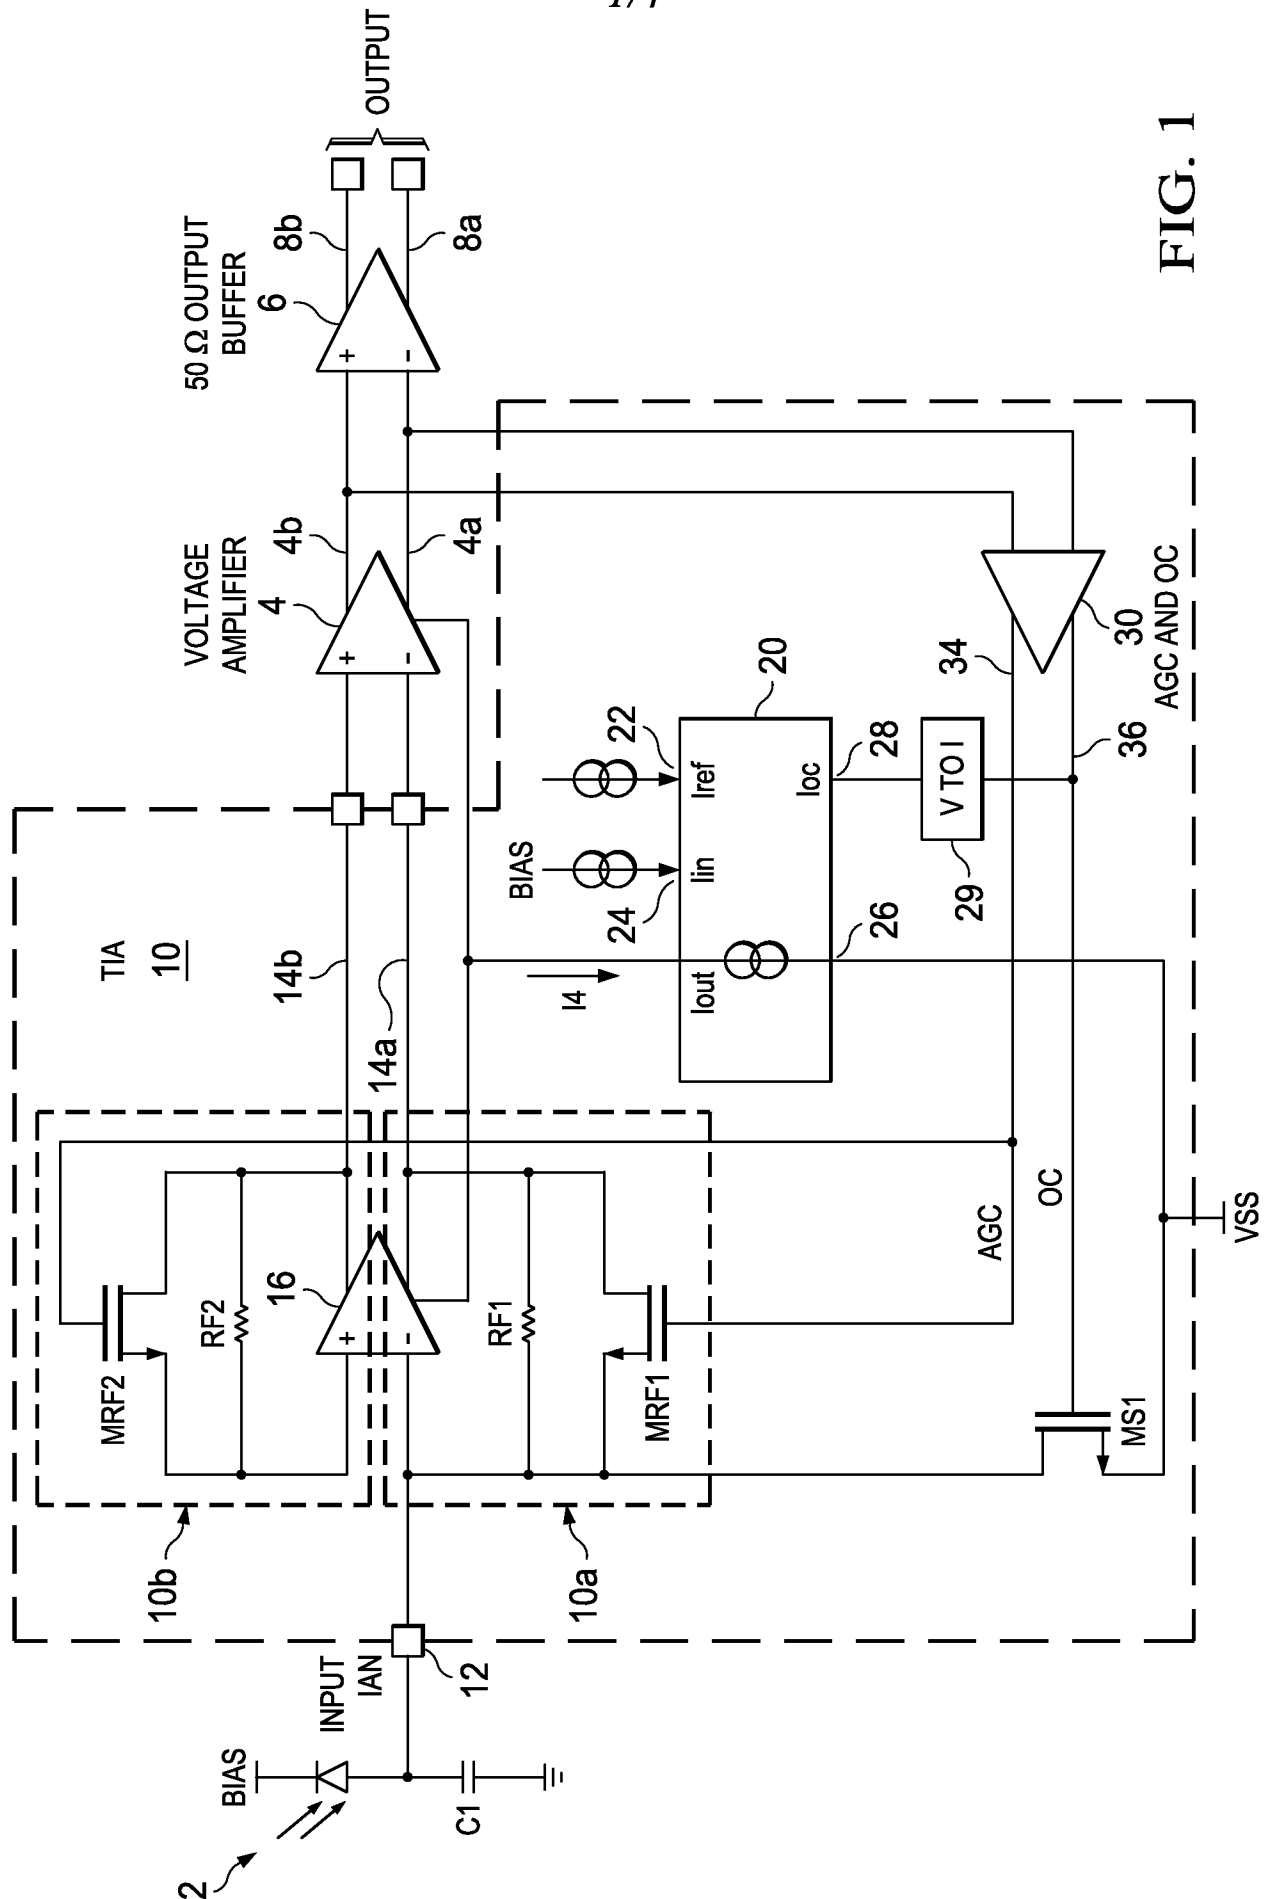 FIG. 1
BIAS
2
C1
INPUT
IAN
12
TIA
10
10b
10a
MRF2
RF2
16
+
-
RF1
MRF1
14b
14a
VOLTAGE
AMPLIFIER
4
+
-
4b
4a
50 Ω OUTPUT
BUFFER
6
+
-
8b
8a
OUTPUT
I4
BIAS
24
22
20
Iout
Iin
Iref
Ioc
26
28
29
V TO I
34
36
30
AGC AND OC
AGC
OC
MS1
VSS